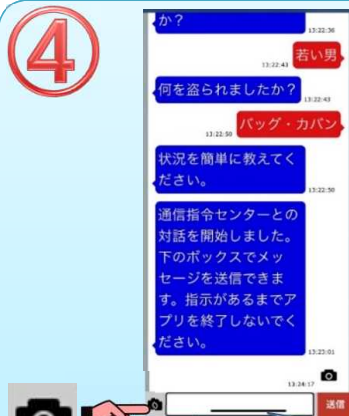 ④
か？
13:22:36
若い男
13:22:43
何を盗られましたか？
13:22:43
バッグ・カバン
13:22:50
状況を簡単に教えてく
ださい。
13:22:50
通信指令センターとの
対話を開始しました。
下のボックスでメッ
セージを送信できま
す。指示があるまでア
プリを終了しないでく
ださい。
13:23:01
13:24:17
送信